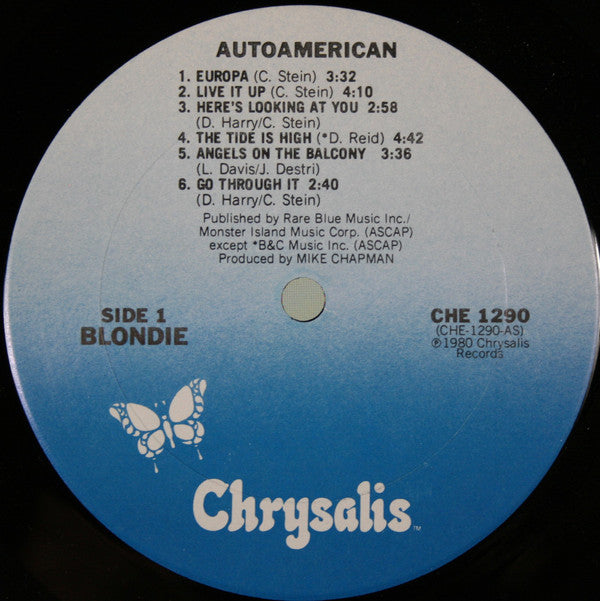 AUTOAMERICAN
1. EUROPA (C. Stein) 3:32
2. LIVE IT UP (C. Stein) 4:10
3. HERE'S LOOKING AT YOU 2:58
(D. Harry/C. Stein)
4. THE TIDE IS HIGH (*D. Reid) 4:42
5. ANGELS ON THE BALCONY 3:36
(L. Davis/J. Destri)
6. GO THROUGH IT 2:40
(D. Harry/C. Stein)
Published by Rare Blue Music Inc./
Monster Island Music Corp. (ASCAP)
except *B&C Music Inc. (ASCAP)
Produced by MIKE CHAPMAN
SIDE 1
BLONDIE
CHE 1290
(CHE-1290-AS)
℗1980 Chrysalis
Records
Chrysalis™